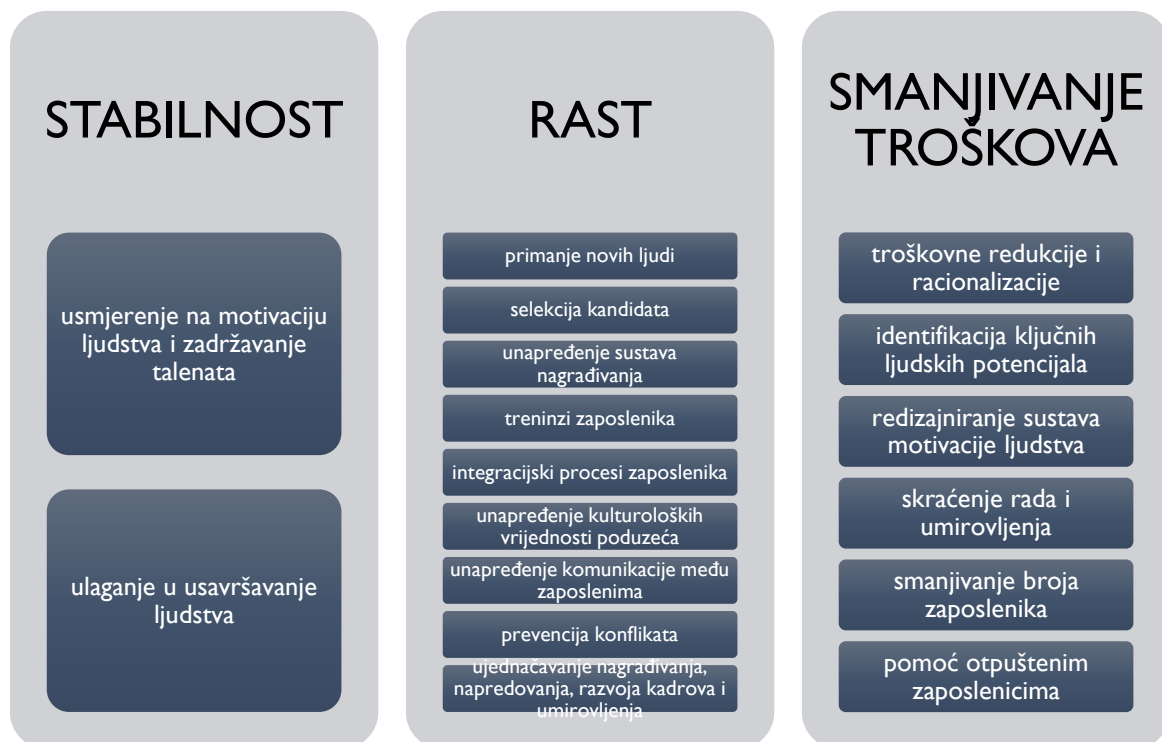 STABILNOST
usmjerenje na motivaciju
ljudstva i zadržavanje
talenata
ulaganje u usavršavanje
ljudstva
RAST
primanje novih ljudi
selekcija kandidata
unapređenje sustava
nagrađivanja
treninzi zaposlenika
integracijski procesi zaposlenika
unapređenje kulturoloških
vrijednosti poduzeća
unapređenje komunikacije među
zaposlenima
prevencija konflikata
ujednačavanje nagrađivanja,
napredovanja, razvoja kadrova i
umirovljenja
SMANJIVANJE
TROŠKOVA
troškovne redukcije i
racionalizacije
identifikacija ključnih
ljudskih potencijala
redizajniranje sustava
motivacije ljudstva
skraćenje rada i
umirovljenja
smanjivanje broja
zaposlenika
pomoć otpuštenim
zaposlenicima